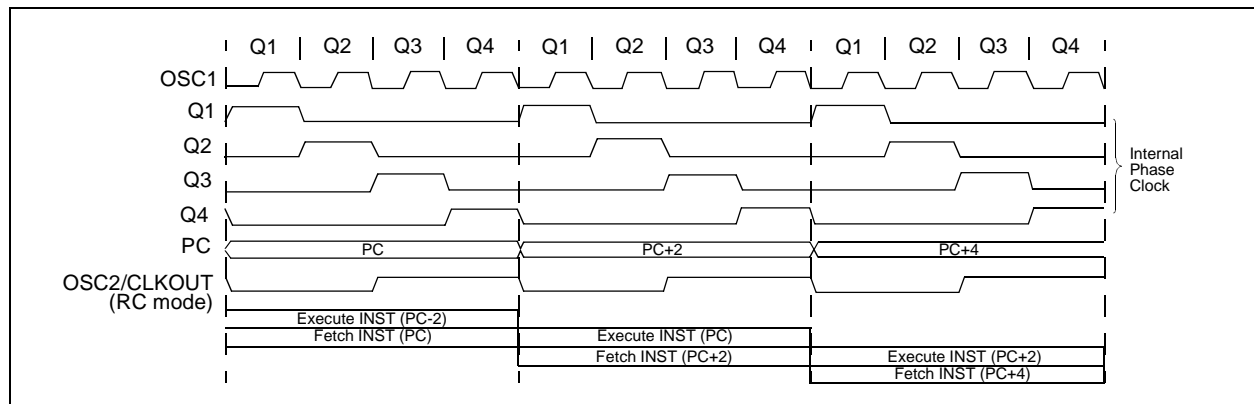 Q1 Q2 Q3 Q4 Q1 Q2 Q3 Q4 Q1 Q2 Q3 Q4
OSC1
Q1
Q2
Q3
Q4
Internal
Phase
Clock
PC PC PC+2 PC+4
OSC2/CLKOUT
(RC mode)
Execute INST (PC-2)
Fetch INST (PC) Execute INST (PC)
Fetch INST (PC+2) Execute INST (PC+2)
Fetch INST (PC+4)